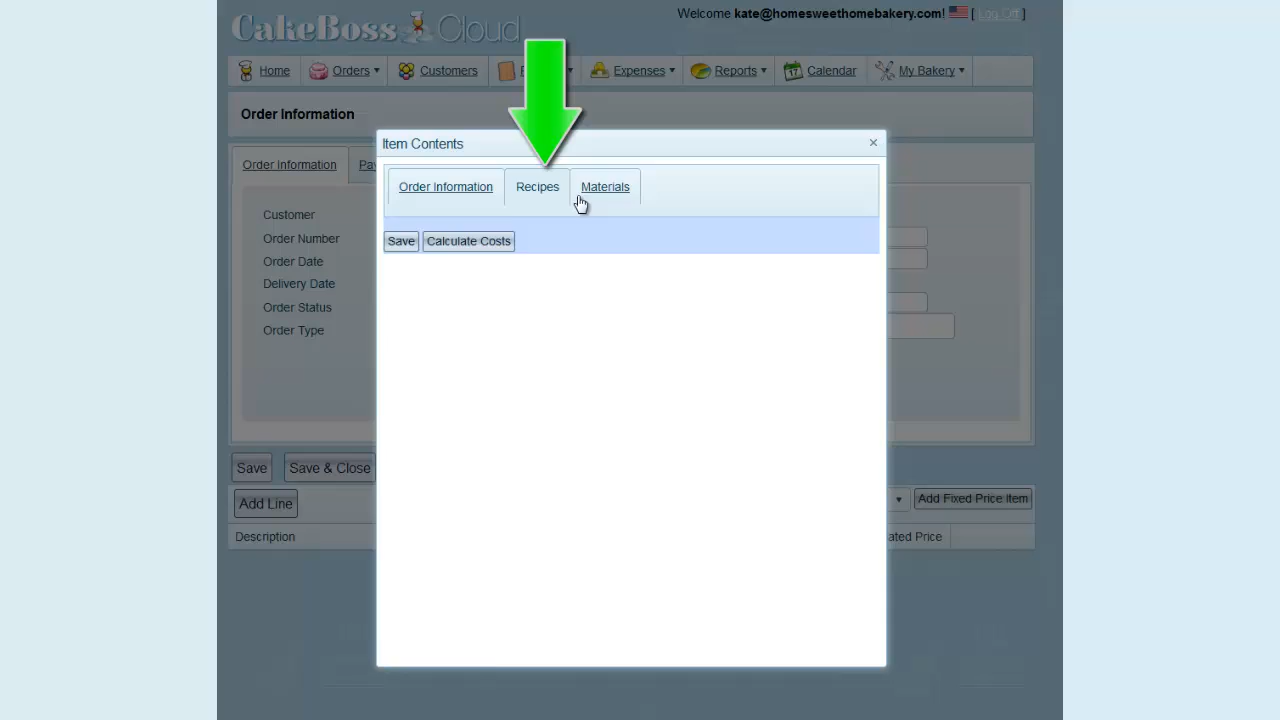 CakeBoss Cloud
Welcome kate@homesweethomebakery.com! [ Log Off ]
Home Orders Customers Expenses Reports Calendar My Bakery
Order Information
Item Contents ×
Order Information
Order Information Recipes Materials
Customer
Save Calculate Costs
Order Number
Order Date
Delivery Date
Order Status
Order Type
Save Save & Close
Add Line Add Fixed Price Item
Description ated Price